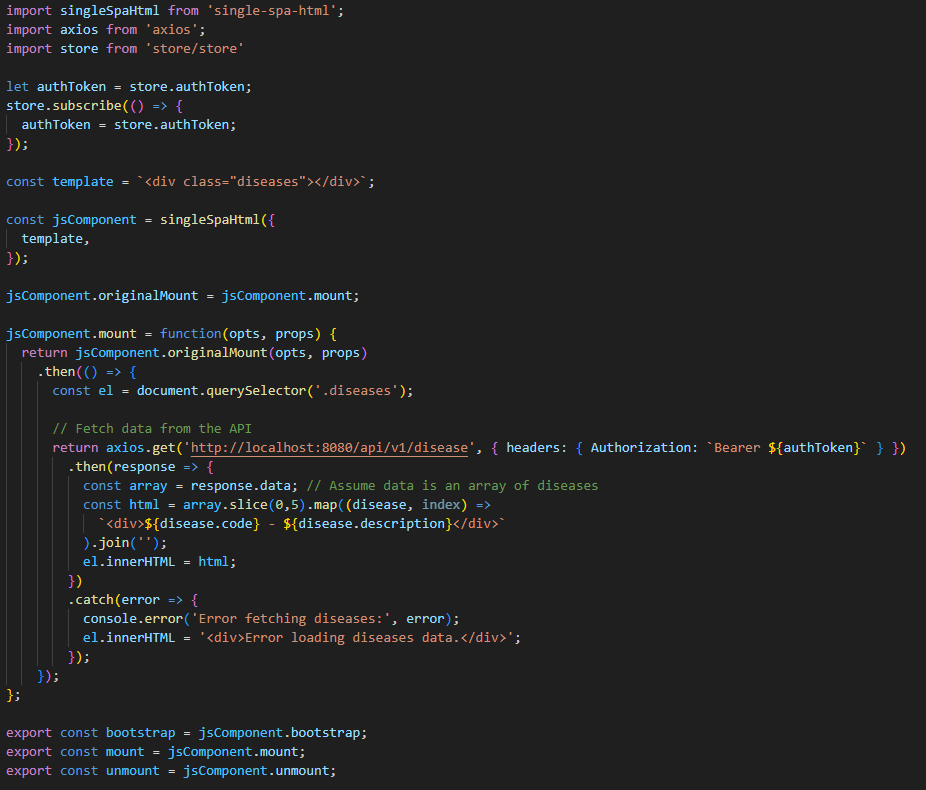 import singleSpaHtml from 'single-spa-html';
import axios from 'axios';
import store from 'store/store'
let authToken = store.authToken;
store.subscribe(() => {
authToken = store.authToken;
});
const template = `<div class="diseases"></div>`;
const jsComponent = singleSpaHtml({
template,
});
jsComponent.originalMount = jsComponent.mount;
jsComponent.mount = function(opts, props) {
return jsComponent.originalMount(opts, props)
.then(() => {
const el = document.querySelector('.diseases');
// Fetch data from the API
return axios.get('http://localhost:8080/api/v1/disease', { headers: { Authorization: `Bearer ${authToken}` } })
.then(response => {
const array = response.data; // Assume data is an array of diseases
const html = array.slice(0,5).map((disease, index) =>
`<div>${disease.code} - ${disease.description}</div>`
).join('');
el.innerHTML = html;
})
.catch(error => {
console.error('Error fetching diseases:', error);
el.innerHTML = '<div>Error loading diseases data.</div>';
});
});
};
export const bootstrap = jsComponent.bootstrap;
export const mount = jsComponent.mount;
export const unmount = jsComponent.unmount;